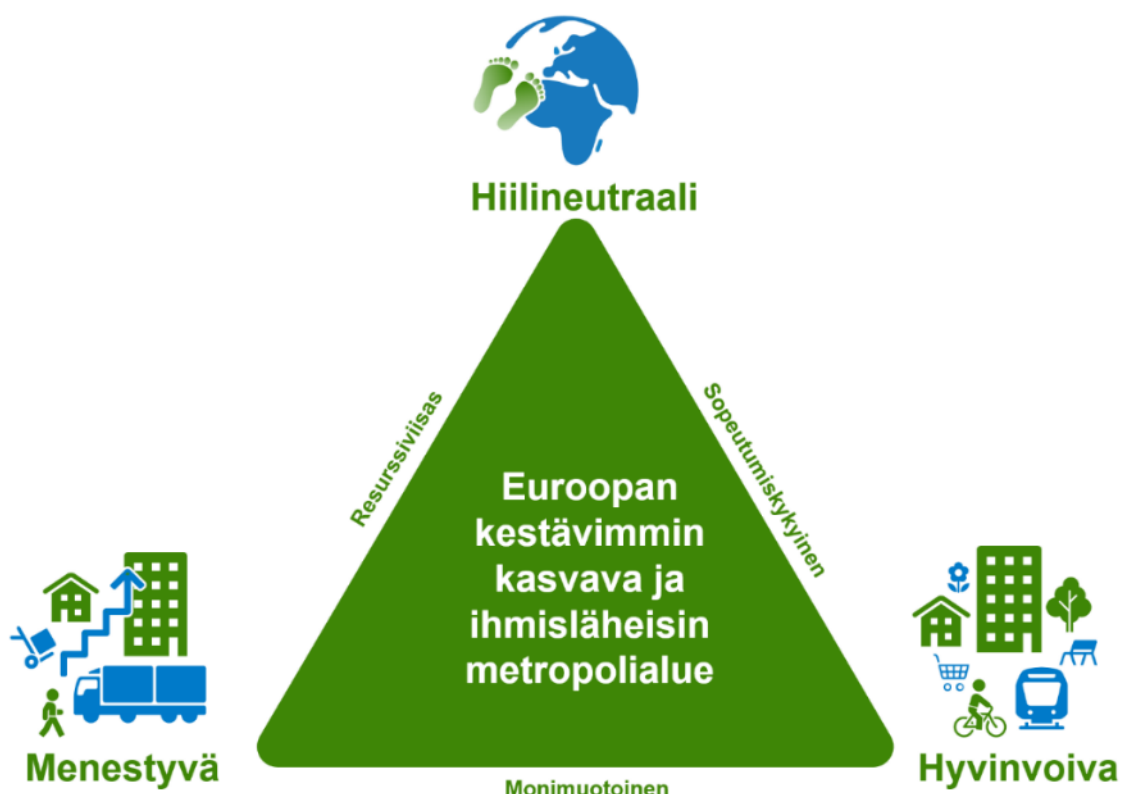 Hiilineutraali
Resurssiviisas
Sopeutumiskykyinen
Euroopan
kestävimmin
kasvava ja
ihmisläheisin
metropolialue
Menestyvä
Hyvinvoiva
Monimuotoinen